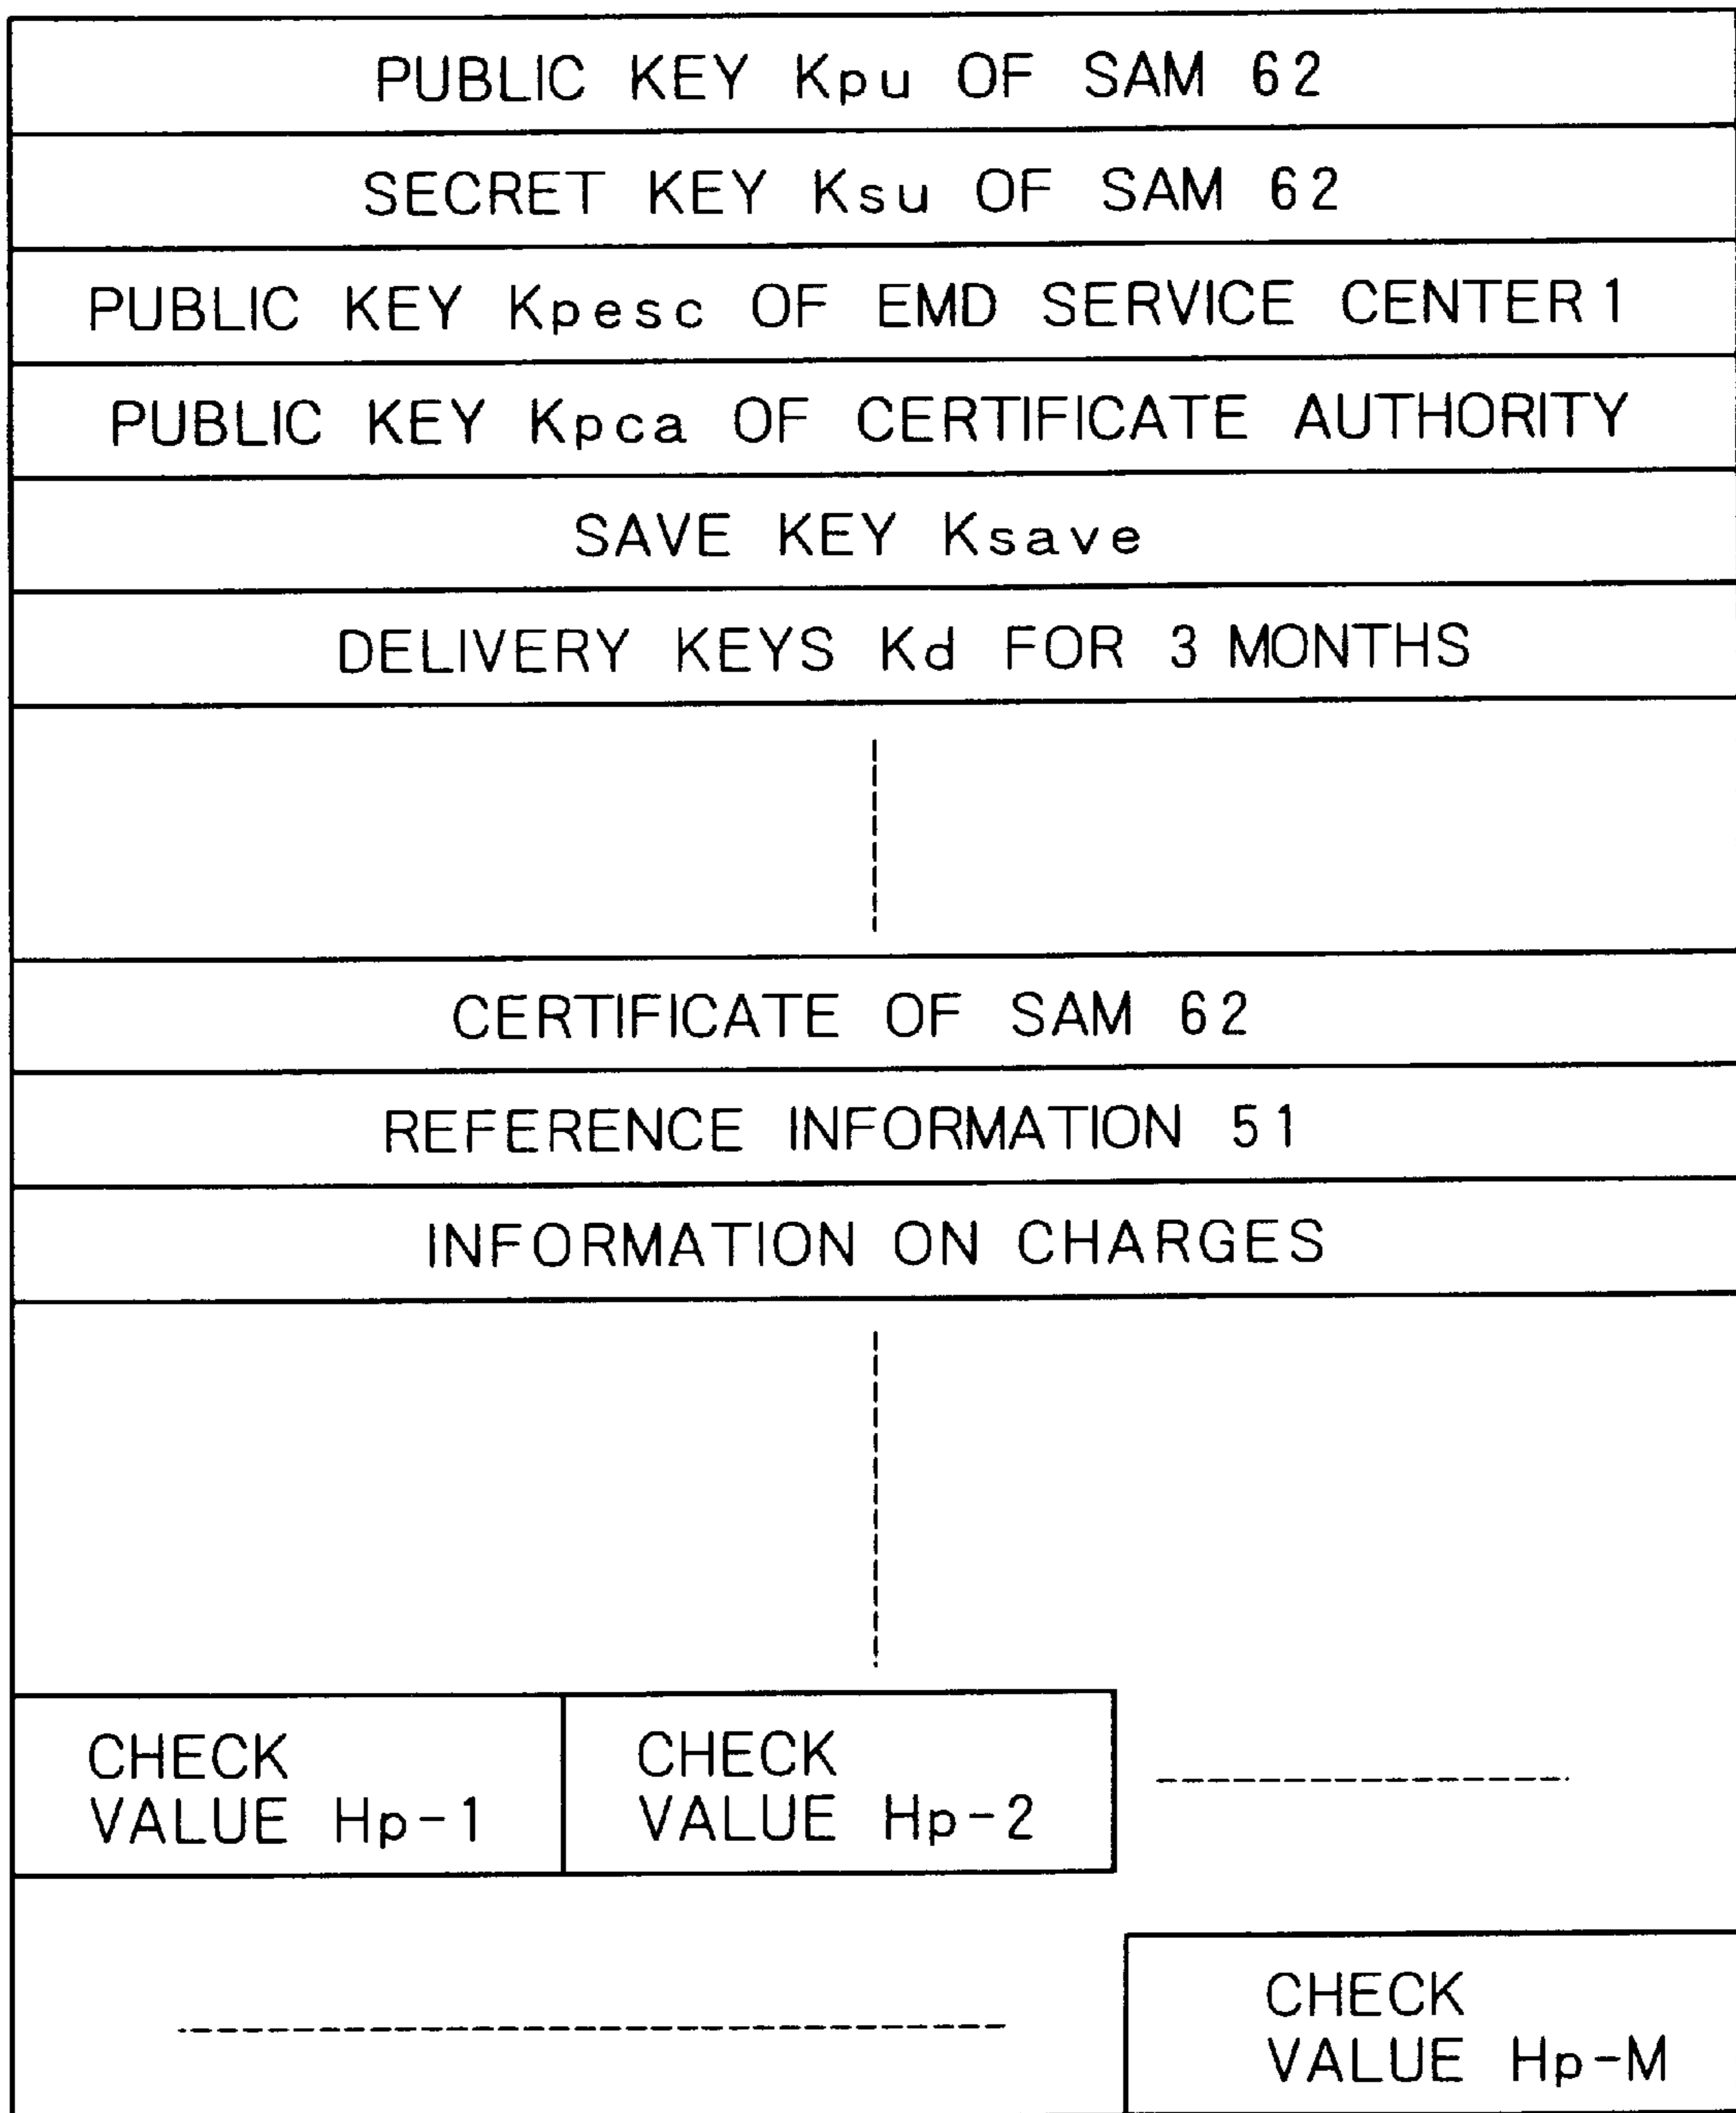 PUBLIC KEY Kpu OF SAM 62
SECRET KEY Ksu OF SAM 62
PUBLIC KEY Kpesc OF EMD SERVICE CENTER 1
PUBLIC KEY Kpca OF CERTIFICATE AUTHORITY
SAVE KEY Ksave
DELIVERY KEYS Kd FOR 3 MONTHS
CERTIFICATE OF SAM 62
REFERENCE INFORMATION 51
INFORMATION ON CHARGES
CHECK
VALUE Hp-1
CHECK
VALUE Hp-2
CHECK
VALUE Hp-M